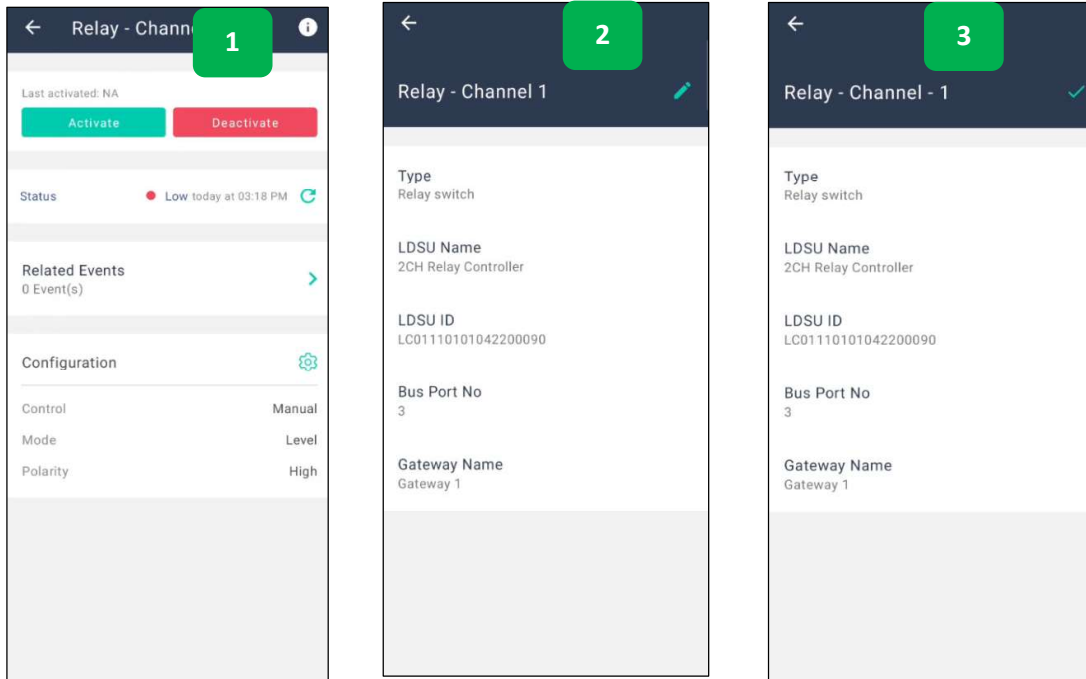 Relay - Chann
1
Last activated: NA
Activate
Deactivate
Status
Low today at 03:18 PM
Related Events
0 Event(s)
Configuration
Control
Manual
Mode
Level
Polarity
High
2
Relay - Channel 1
Type
Relay switch
LDSU Name
2CH Relay Controller
LDSU ID
LC01110101042200090
Bus Port No
3
Gateway Name
Gateway 1
3
Relay - Channel - 1
Type
Relay switch
LDSU Name
2CH Relay Controller
LDSU ID
LC01110101042200090
Bus Port No
3
Gateway Name
Gateway 1